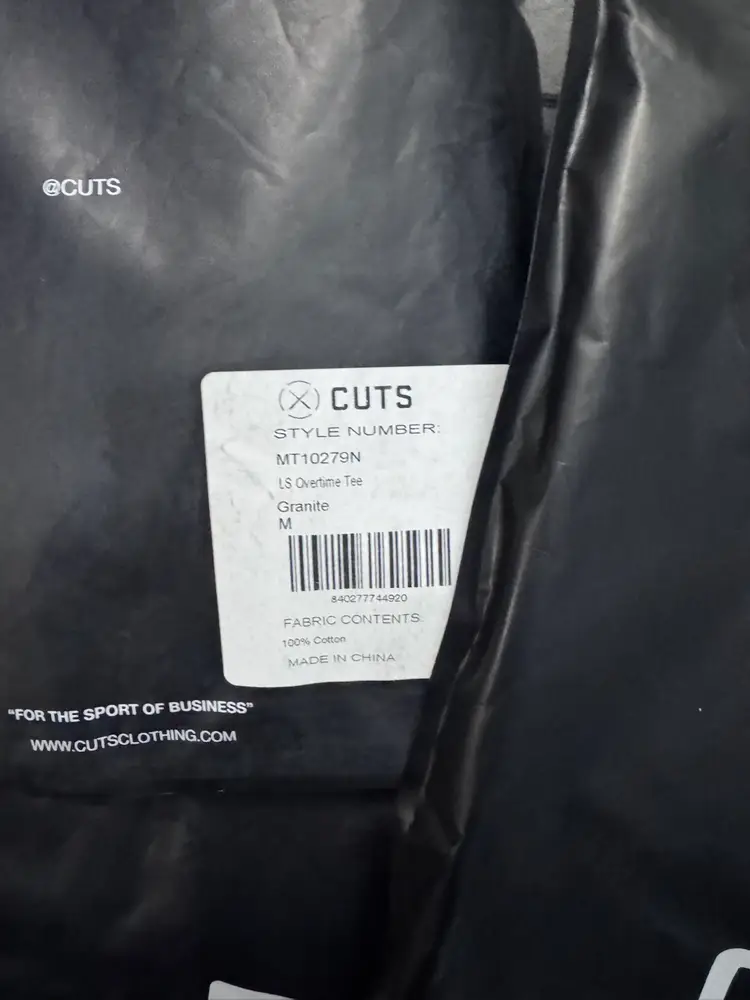 @CUTS
CUTS
STYLE NUMBER:
MT10279N
LS Overtime Tee
Granite
M
840277744920
FABRIC CONTENTS:
100% Cotton
MADE IN CHINA
"FOR THE SPORT OF BUSINESS"
WWW.CUTSCLOTHING.COM